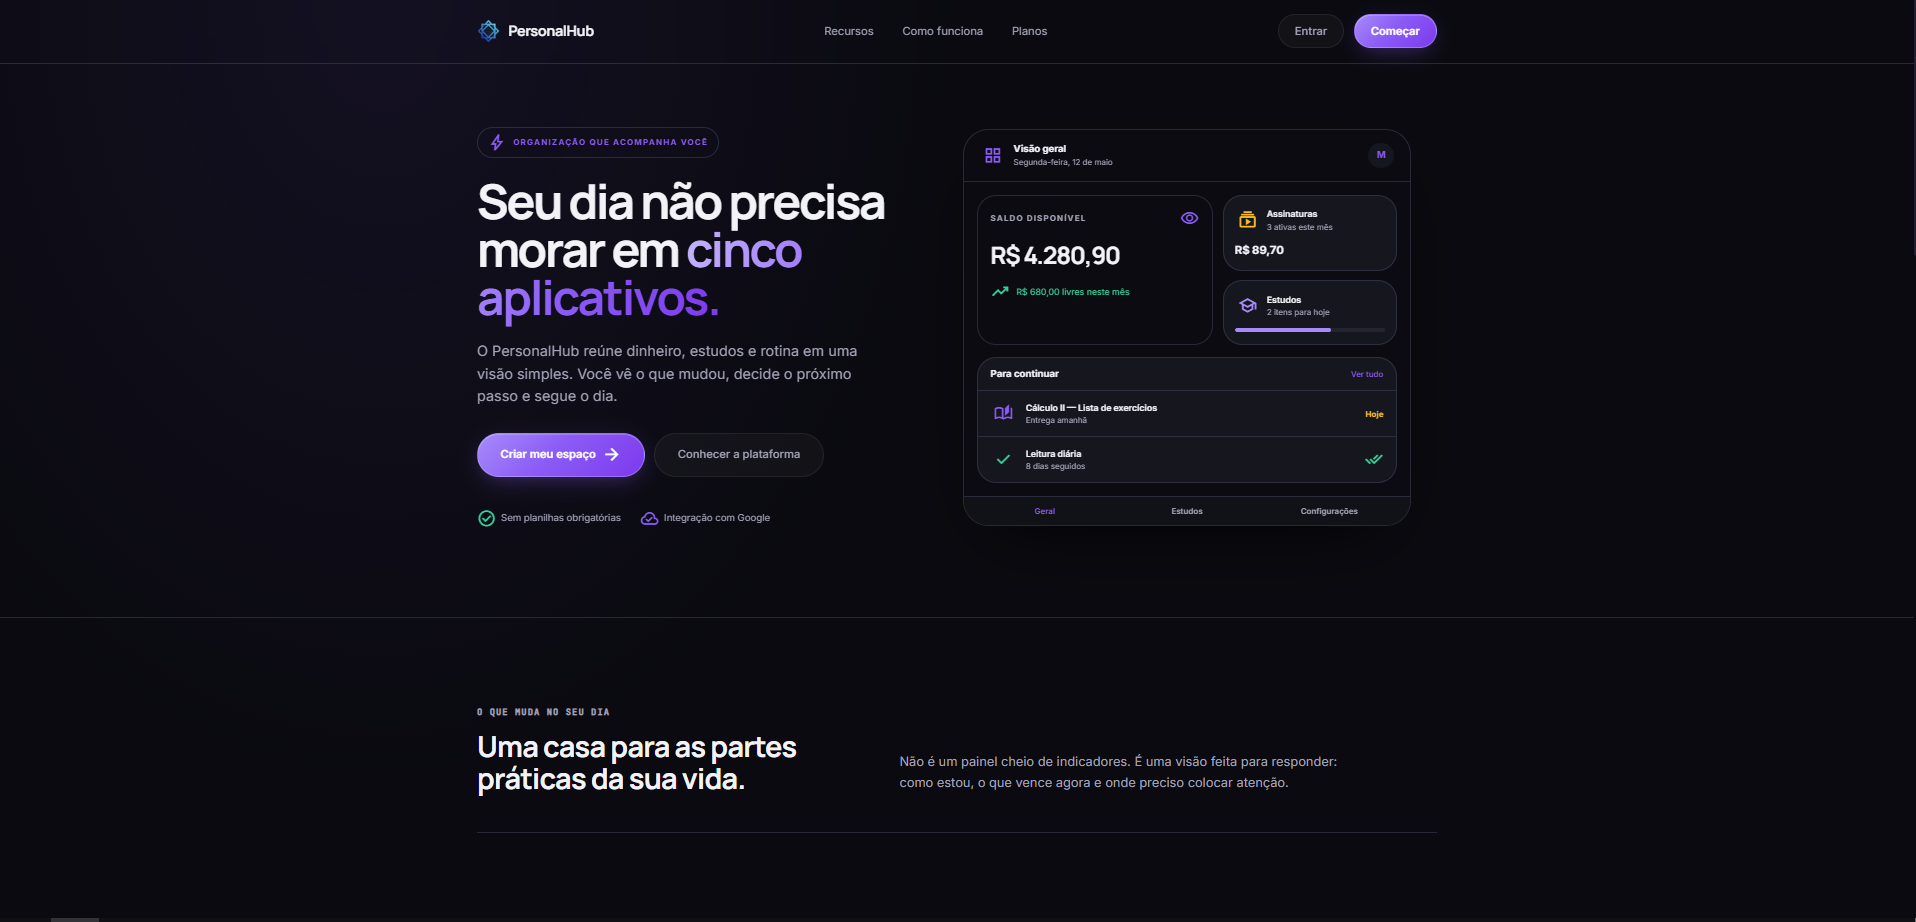 PersonalHub
Recursos
Como funciona
Planos
Entrar
Começar
ORGANIZAÇÃO QUE ACOMPANHA VOCÊ
Seu dia não precisa
morar em cinco
aplicativos.
O PersonalHub reúne dinheiro, estudos e rotina em uma
visão simples. Você vê o que mudou, decide o próximo
passo e segue o dia.
Criar meu espaço
Conhecer a plataforma
Sem planilhas obrigatórias
Integração com Google
Visão geral
Segunda-feira, 12 de maio
M
SALDO DISPONÍVEL
R$ 4.280,90
R$ 680,00 livres neste mês
Assinaturas
3 ativas este mês
R$ 89,70
Estudos
2 itens para hoje
Para continuar
Ver tudo
Cálculo II — Lista de exercícios
Entrega amanhã
Hoje
Leitura diária
8 dias seguidos
Geral
Estudos
Configurações
O QUE MUDA NO SEU DIA
Uma casa para as partes
práticas da sua vida.
Não é um painel cheio de indicadores. É uma visão feita para responder:
como estou, o que vence agora e onde preciso colocar atenção.